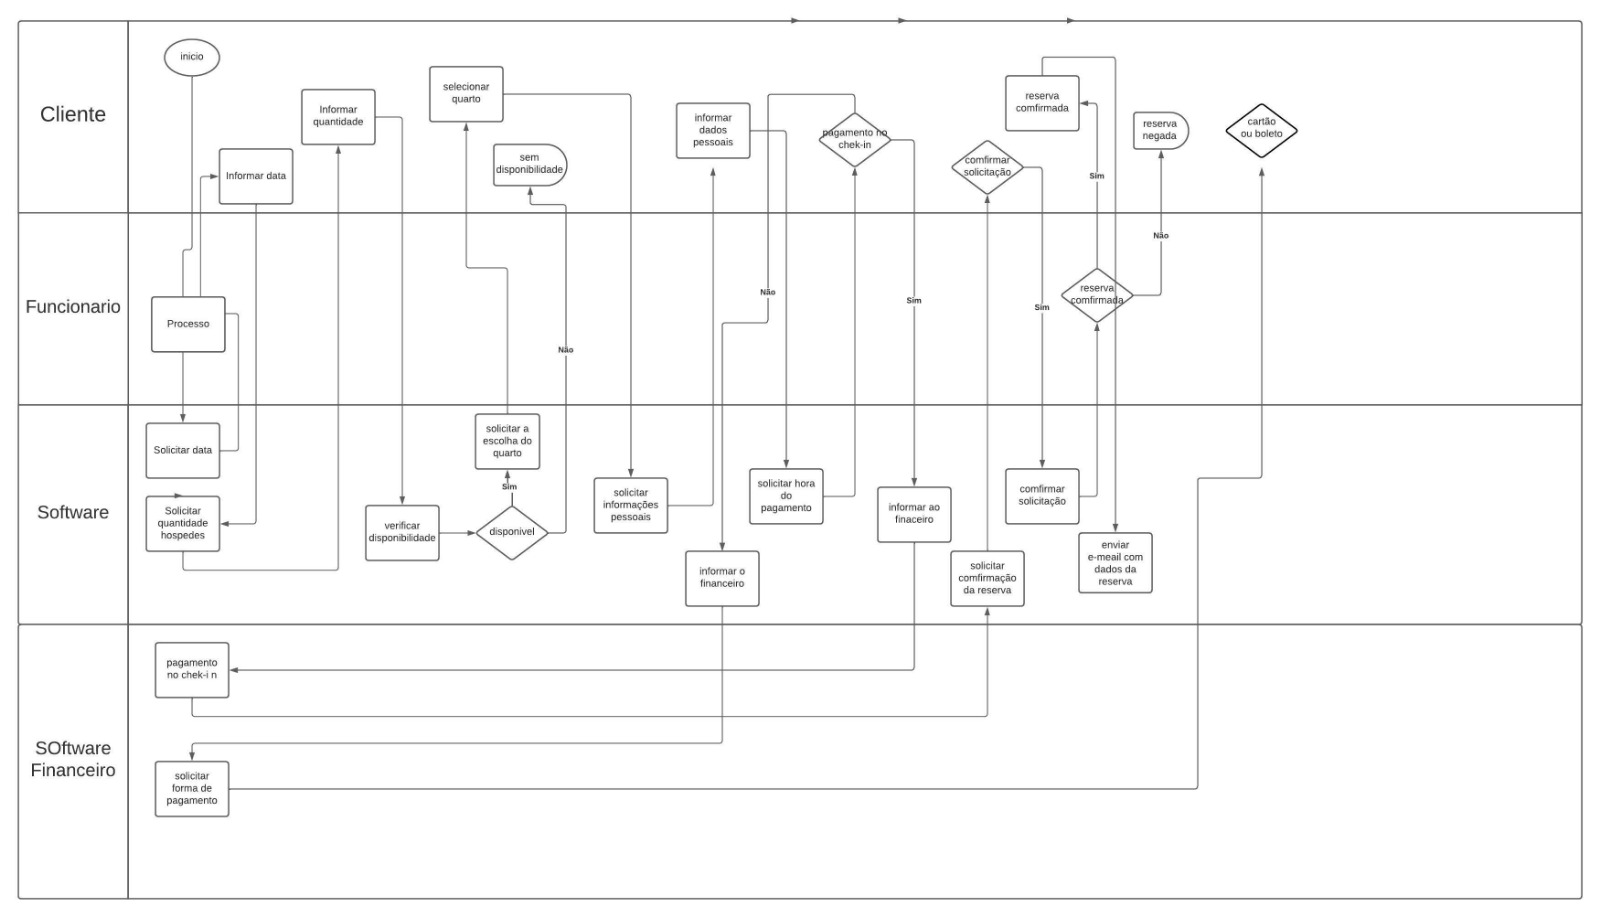 Cliente
inicio
Informar data
Informar
quantidade
selecionar
quarto
sem
disponibilidade
informar
dados
pessoais
pagamento no
chek-in
comfirmar
solicitação
reserva
comfirmada
Sim
reserva
negada
Não
cartão
ou boleto
Funcionario
Processo
Não
Não
Sim
Sim
reserva
comfirmada
Software
Solicitar data
Solicitar
quantidade
hospedes
verificar
disponibilidade
solicitar a
escolha do
quarto
Sim
disponivel
solicitar
informações
pessoais
informar o
financeiro
solicitar hora
do
pagamento
informar ao
finaceiro
solicitar
comfirmação
da reserva
comfirmar
solicitação
enviar
e-meail com
dados da
reserva
SOftware
Financeiro
pagamento
no chek-i n
solicitar
forma de
pagamento